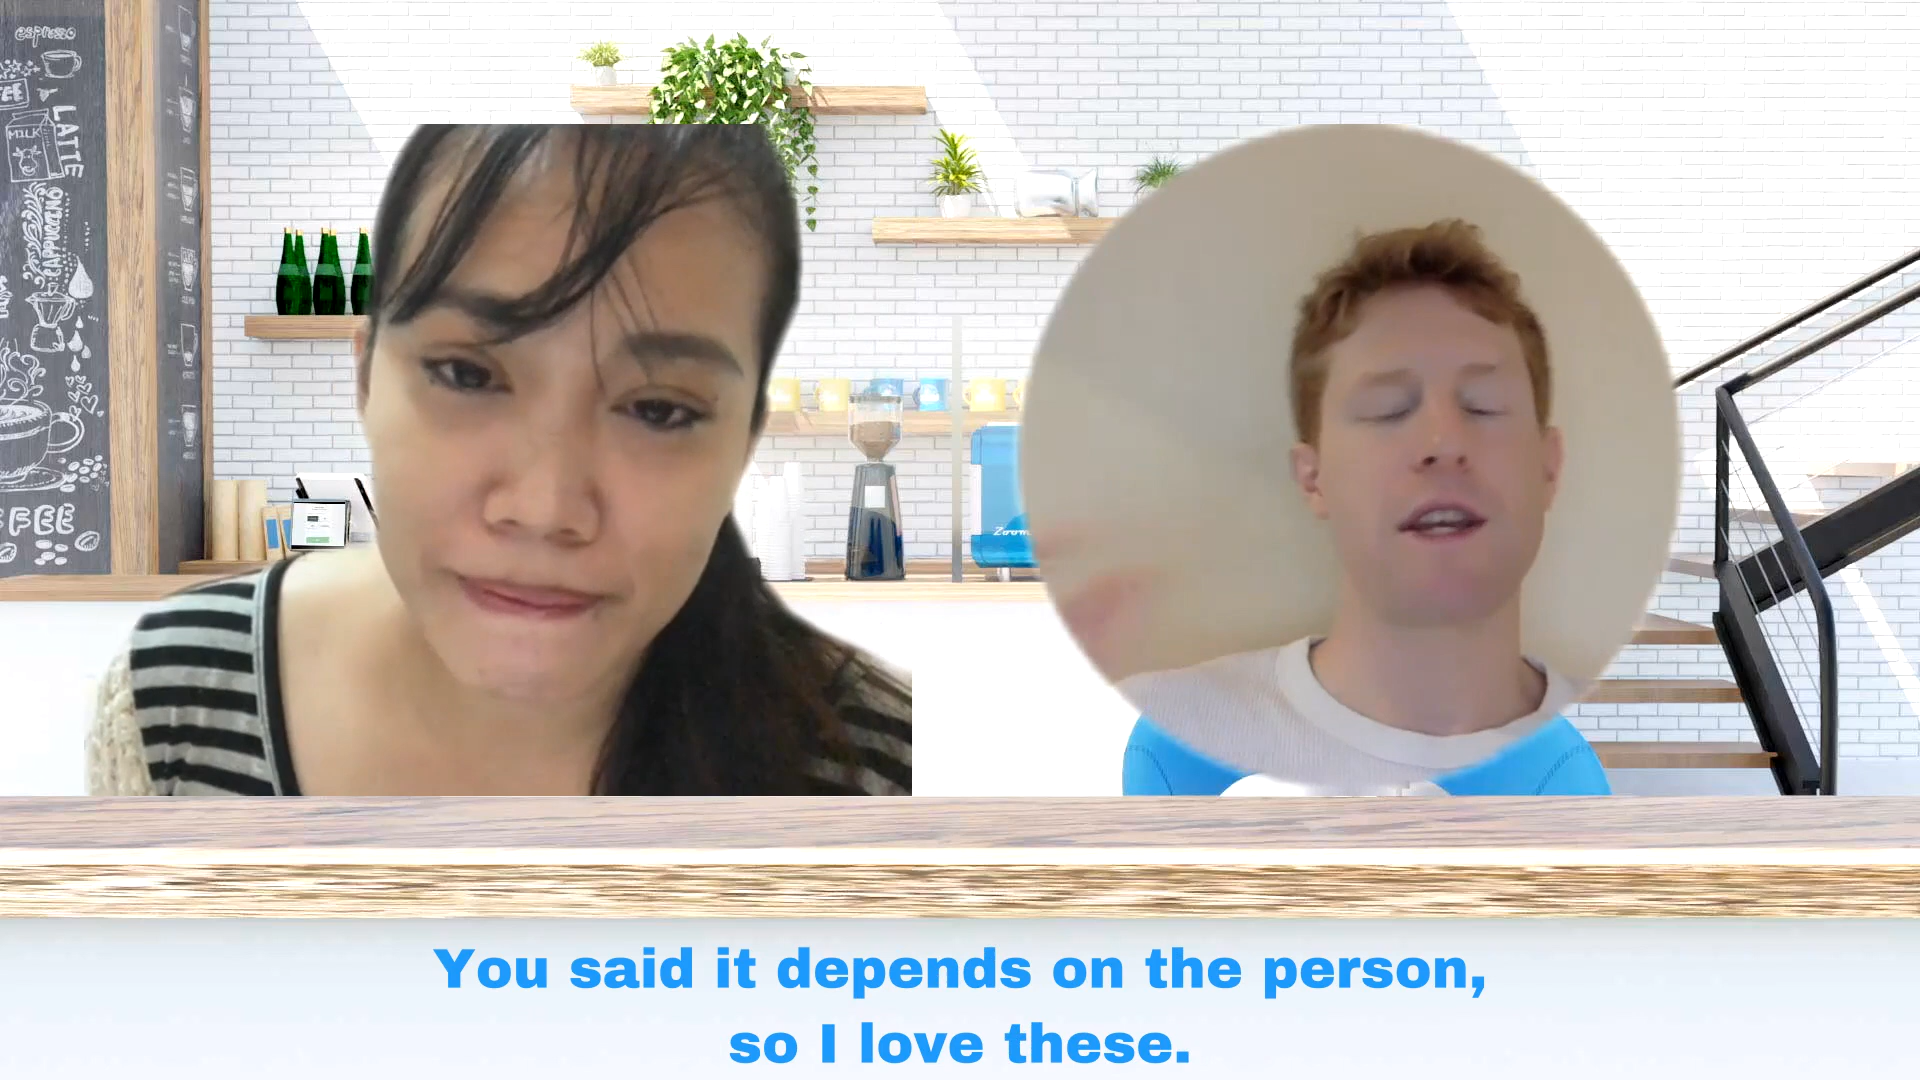 espresso
LATTE
MILK
CAPPUCCINO
FEE
Zoom
You said it depends on the person,
so I love these.